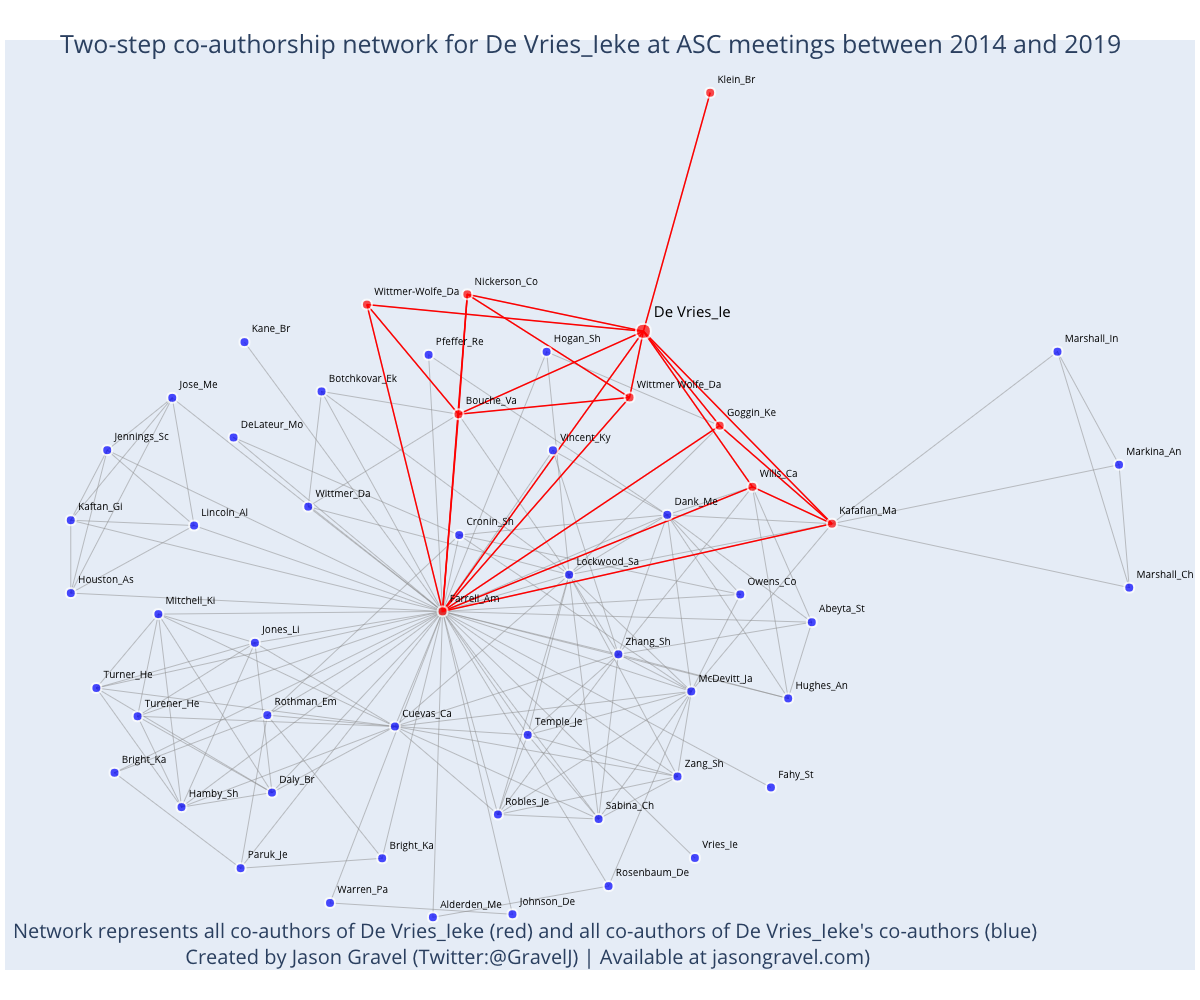 Two-step co-authorship network for De Vries_Ieke at ASC meetings between 2014 and 2019
Klein_Br
Nickerson_Co
Wittmer-Wolfe_Da
De Vries_Ie
Kane_Br
Pfeffer_Re
Hogan_Sh
Marshall_In
Botchkovar_Ek
Jose_Me
Wittmer Wolfe_Da
Bouche_Va
Goggin_Ke
DeLateur_Mo
Jennings_Sc
Vincent_Ky
Markina_An
Wills_Ca
Wittmer_Da
Dank_Me
Kaftan_Gi
Lincoln_Al
Kafafian_Ma
Cronin_Sh
Lockwood_Sa
Marshall_Ch
Houston_As
Owens_Co
Farrell_Am
Mitchell_Ki
Abeyta_St
Jones_Li
Zhang_Sh
Turner_He
McDevitt_Ja
Hughes_An
Turener_He
Rothman_Em
Cuevas_Ca
Temple_Je
Bright_Ka
Zang_Sh
Fahy_St
Daly_Br
Hamby_Sh
Robles_Je
Sabina_Ch
Vries_Ie
Bright_Ka
Paruk_Je
Rosenbaum_De
Warren_Pa
Alderden_Me
Johnson_De
Network represents all co-authors of De Vries_Ieke (red) and all co-authors of De Vries_Ieke's co-authors (blue)
Created by Jason Gravel (Twitter:@GravelJ) | Available at jasongravel.com)